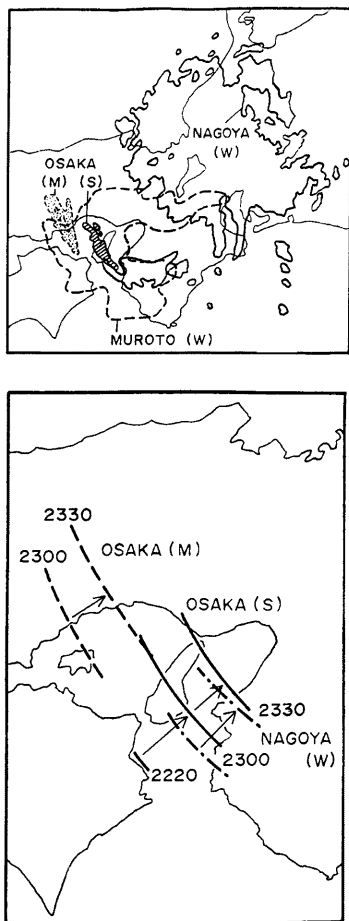 NAGOYA
(W)
OSAKA
(M) (S)
MUROTO (W)
2330
2300
OSAKA (M)
OSAKA (S)
2330
NAGOYA
(W)
2300
2220